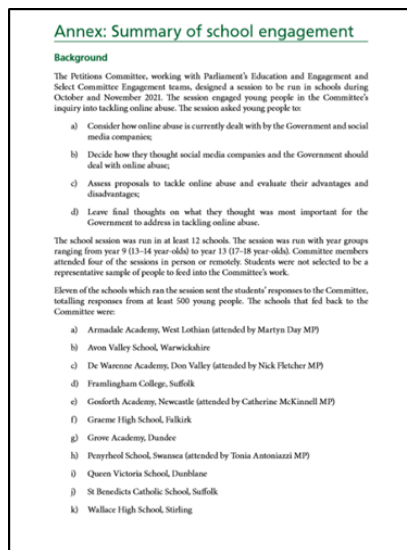 Annex: Summary of school engagement
Background
The Petitions Committee, working with Parliament's Education and Engagement and
Select Committee Engagement teams, designed a session to be run in schools during
October and November 2021. The session engaged young people in the Committee's
inquiry into tackling online abuse. The session asked young people to:
a) Consider how online abuse is currently dealt with by the Government and social
media companies;
b) Decide how they thought social media companies and the Government should
deal with online abuse;
c) Assess proposals to tackle online abuse and evaluate their advantages and
disadvantages;
d) Leave final thoughts on what they thought was most important for the
Government to address in tackling online abuse.
The school session was run in at least 12 schools. The session was run with year groups
ranging from year 9 (13–14 year-olds) to year 13 (17–18 year-olds). Committee members
attended four of the sessions in person or remotely. Students were not selected to be a
representative sample of people to feed into the Committee's work.
Eleven of the schools which ran the session sent the students' responses to the Committee,
totalling responses from at least 500 young people. The schools that fed back to the
Committee were:
a) Armadale Academy, West Lothian (attended by Martyn Day MP)
b) Avon Valley School, Warwickshire
c) De Warenne Academy, Don Valley (attended by Nick Fletcher MP)
d) Framlingham College, Suffolk
e) Gosforth Academy, Newcastle (attended by Catherine McKinnell MP)
f) Graeme High School, Falkirk
g) Grove Academy, Dundee
h) Penyrheol School, Swansea (attended by Tonia Antoniazzi MP)
i) Queen Victoria School, Dunblane
j) St Benedicts Catholic School, Suffolk
k) Wallace High School, Stirling